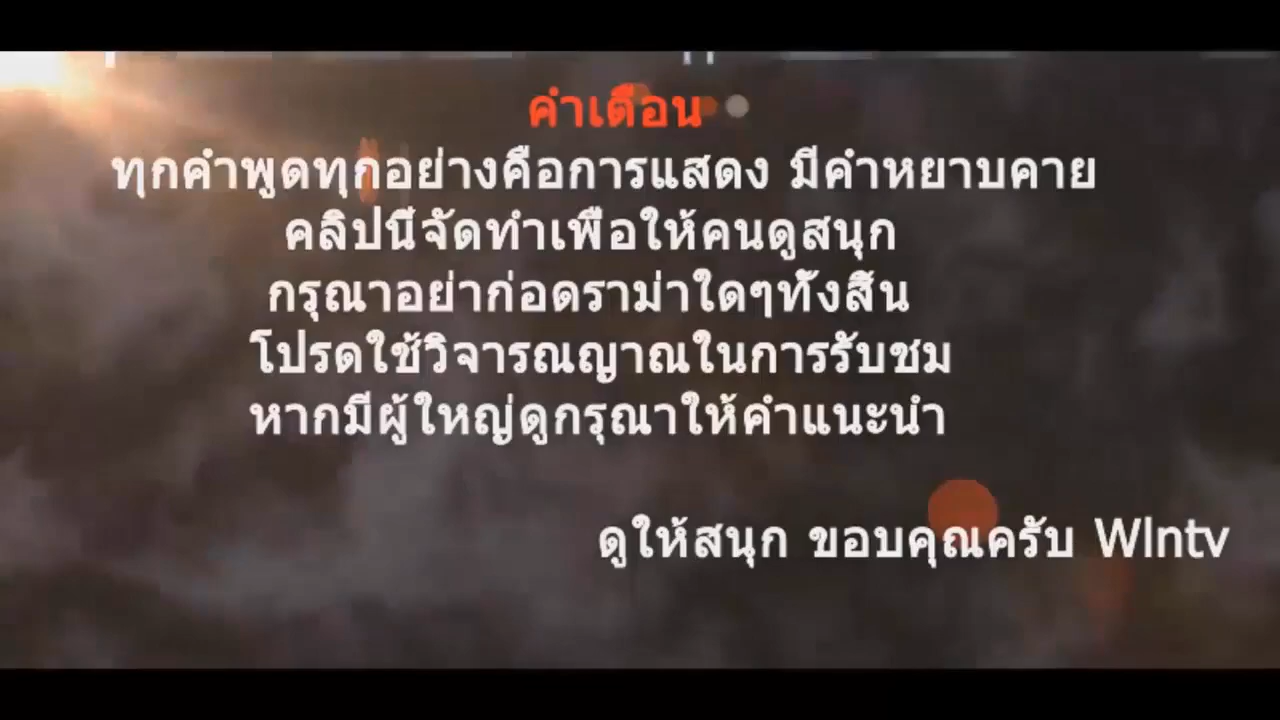 คำเตือน
ทุกคำพูดทุกอย่างคือการแสดง มีคำหยาบคาย
คลิปนี้จัดทำเพื่อให้คนดูสนุก
กรุณาอย่าก่อดราม่าใดๆทั้งสิ้น
โปรดใช้วิจารณญาณในการรับชม
หากมีผู้ใหญ่ดูกรุณาให้คำแนะนำ
ดูให้สนุก ขอบคุณครับ Wlntv